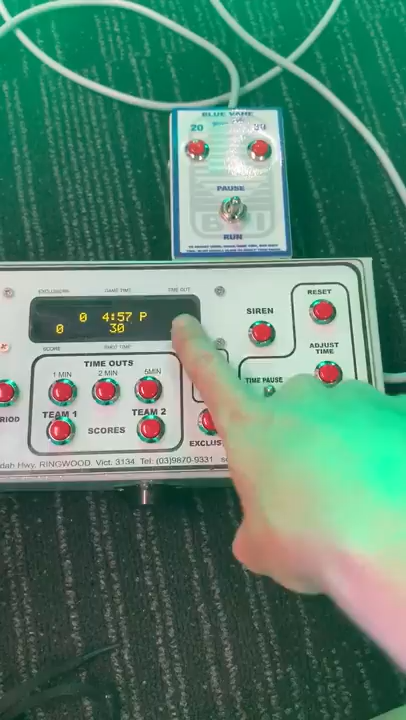 BLUE VANE
20
PAUSE
RUN
EXCLUSIONS
GAME TIME
TIME OUT
0 4:57 P
0 30
SCORE
SHOT TIME
SIREN
RESET
ADJUST
TIME
TIME PAUSE
TIME OUTS
1 MIN 2 MIN 5MIN
TEAM 1 SCORES TEAM 2
RIOD
EXCLUS
dah Hwy, RINGWOOD, Vict. 3134, Tel: (03)9870-9331